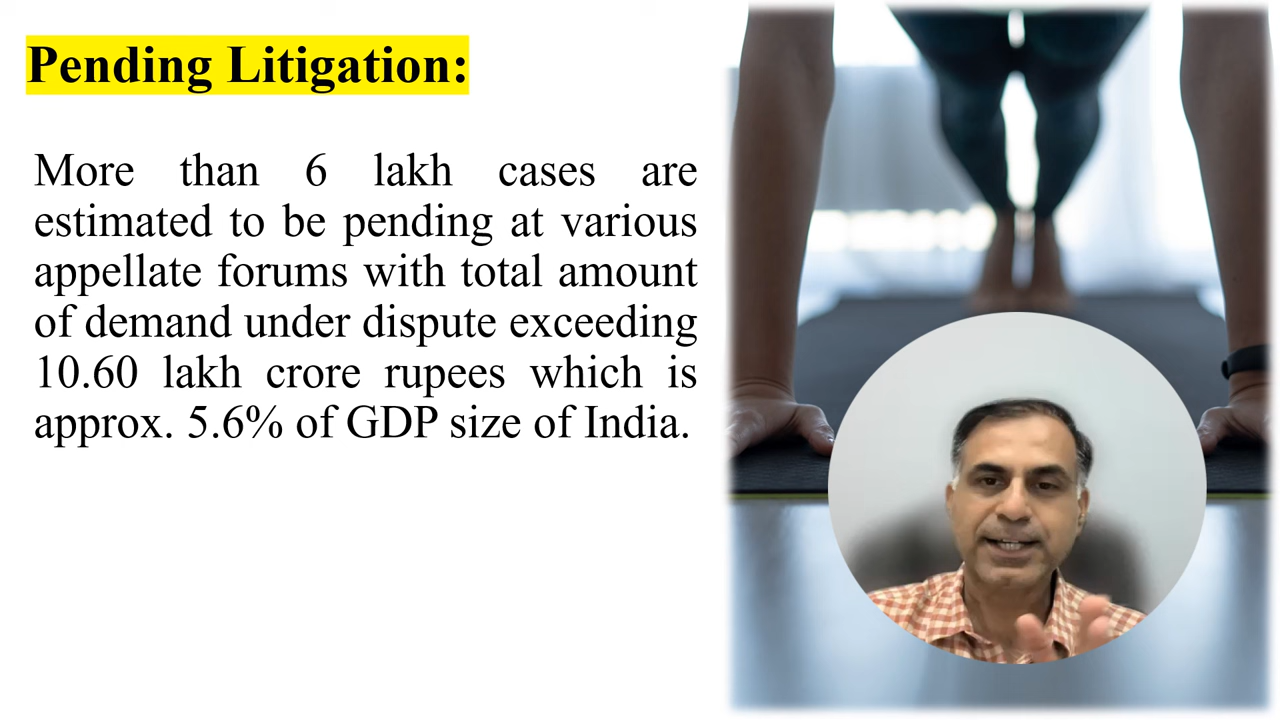 Pending Litigation:
More than 6 lakh cases are
estimated to be pending at various
appellate forums with total amount
of demand under dispute exceeding
10.60 lakh crore rupees which is
approx. 5.6% of GDP size of India.